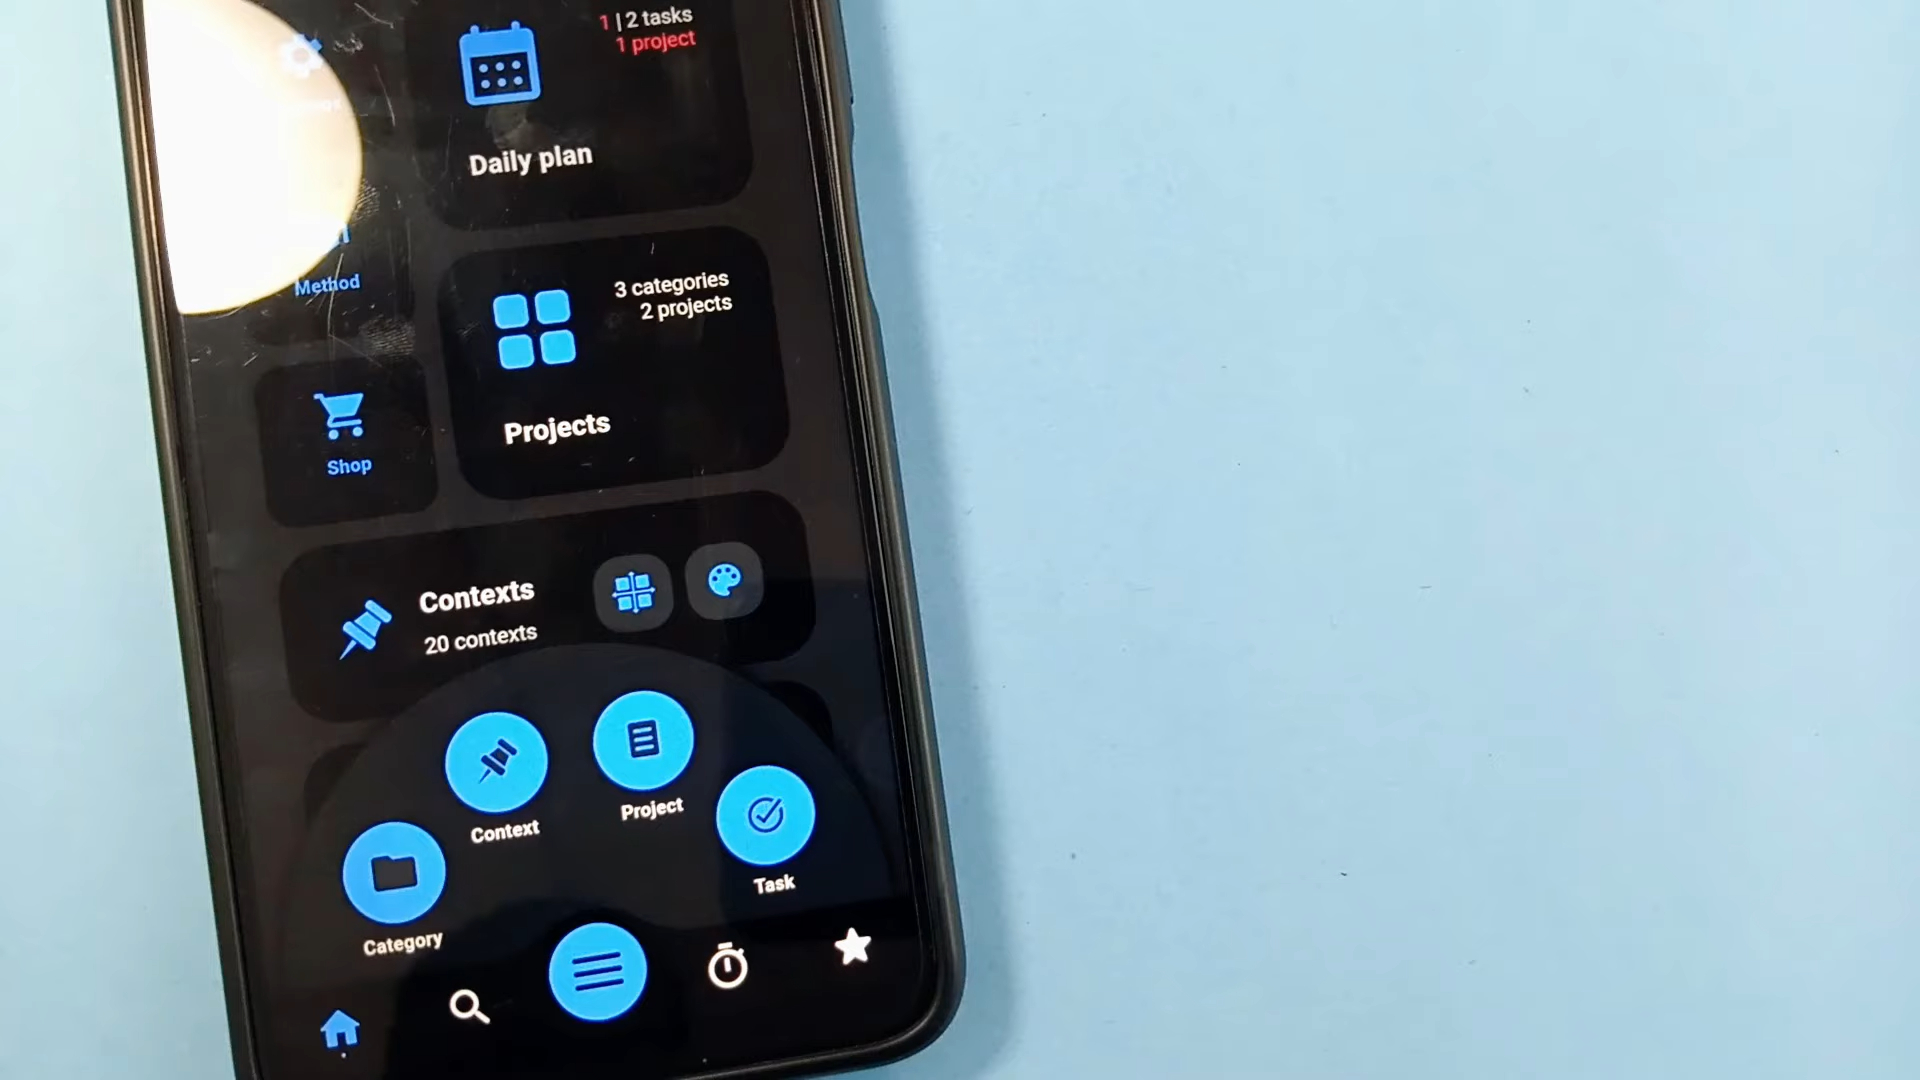 1 | 2 tasks
1 project
Daily plan
Method
3 categories
2 projects
Projects
Shop
Contexts
20 contexts
Context
Project
Task
Category